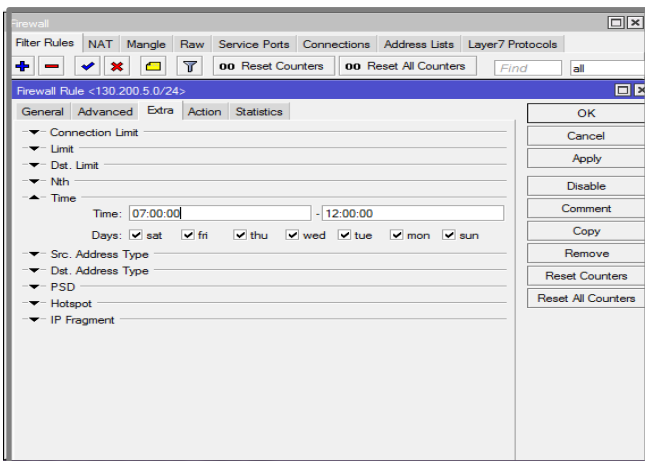 Firewall
Filter Rules NAT Mangle Raw Service Ports Connections Address Lists Layer7 Protocols
00 Reset Counters 00 Reset All Counters Find all
Firewall Rule <130.200.5.0/24>
General Advanced Extra Action Statistics
OK
Connection Limit
Cancel
Limit
Dst. Limit
Apply
Nth
Disable
Time
Time: 07:00:00 - 12:00:00
Comment
Days: sat fri thu wed tue mon sun
Copy
Src. Address Type
Remove
Dst. Address Type
Reset Counters
PSD
Hotspot
Reset All Counters
IP Fragment